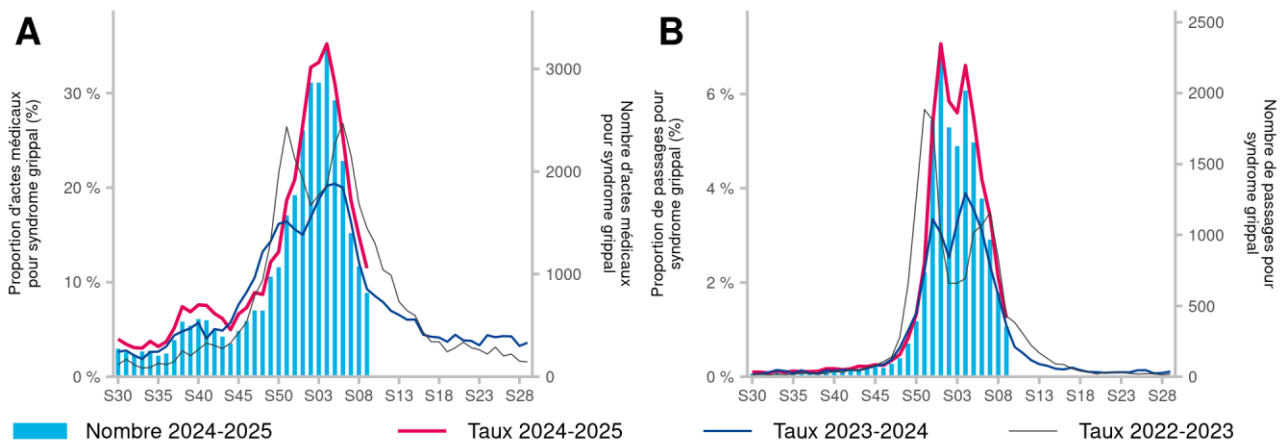 A
Proportion d'actes médicaux
pour syndrome grippal (%)
30 %
20 %
10 %
0 %
3000
2000
1000
0
Nombre d'actes médicaux
pour syndrome
grippal
S30 S35 S40 S45 S50 S03 S08 S13 S18 S23 S28
B
Proportion de passages pour
syndrome grippal (%)
6 %
4 %
2 %
0 %
2500
2000
1500
1000
500
0
Nombre de passages pour
syndrome
grippal
S30 S35 S40 S45 S50 S03 S08 S13 S18 S23 S28
Nombre 2024-2025 Taux 2024-2025 Taux 2023-2024 Taux 2022-2023